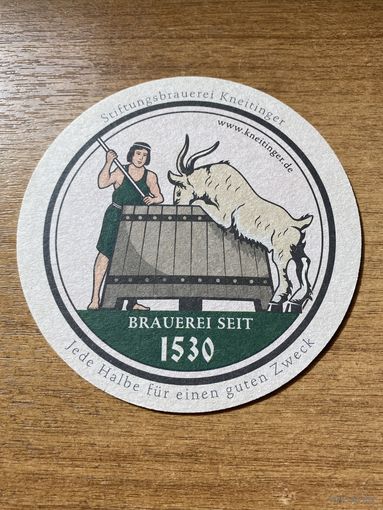 Stiftungsbrauerei Kneitinger
www.kneitinger.de
BRAUEREI SEIT
1530
Jede Halbe für einen guten Zweck